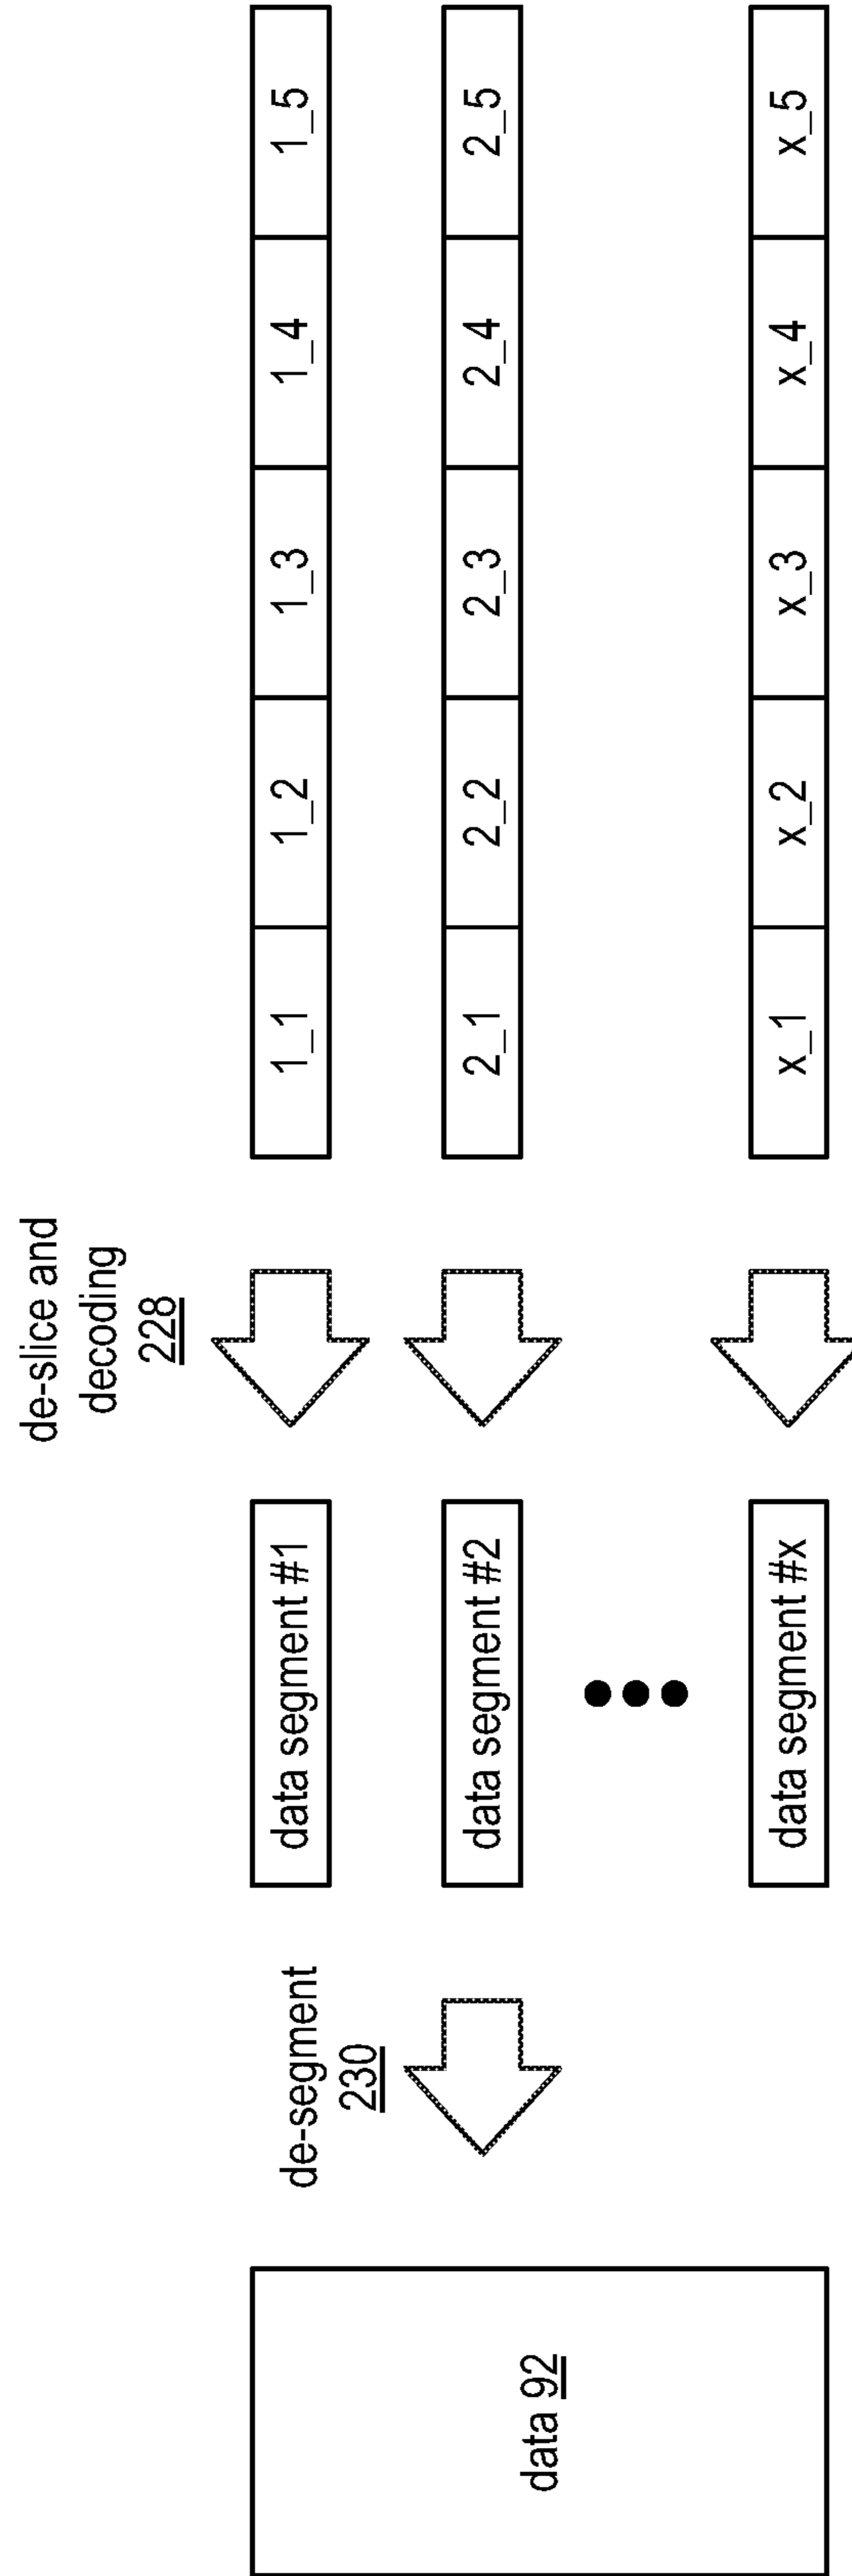 de-slice and
decoding
228
de-segment
230
data 92
data segment #1
1_1
1_2
1_3
1_4
1_5
data segment #2
2_1
2_2
2_3
2_4
2_5
data segment #x
x_1
x_2
x_3
x_4
x_5